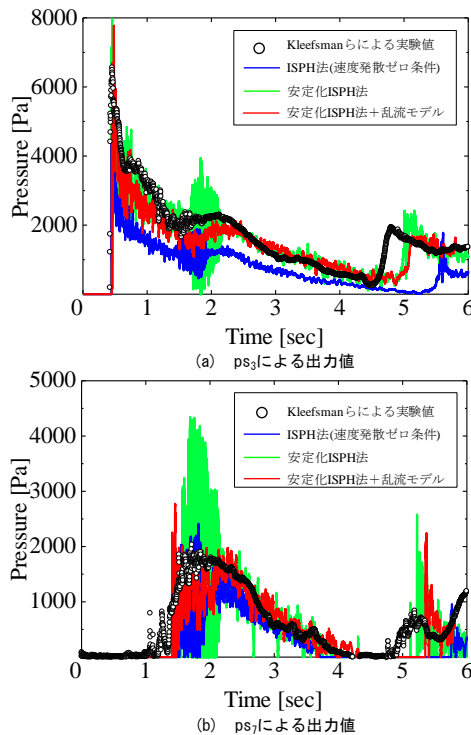 8000
6000
4000
2000
Pressure [Pa]
Kleefsmanらによる実験値
ISPH法(速度発散ゼロ条件)
安定化ISPH法
安定化ISPH法＋乱流モデル
0 1 2 3 4 5 6
Time [sec]
(a) ps3による出力値
5000
4000
3000
2000
1000
0
Pressure [Pa]
Kleefsmanらによる実験値
ISPH法(速度発散ゼロ条件)
安定化ISPH法
安定化ISPH法＋乱流モデル
0 1 2 3 4 5 6
Time [sec]
(b) ps7による出力値